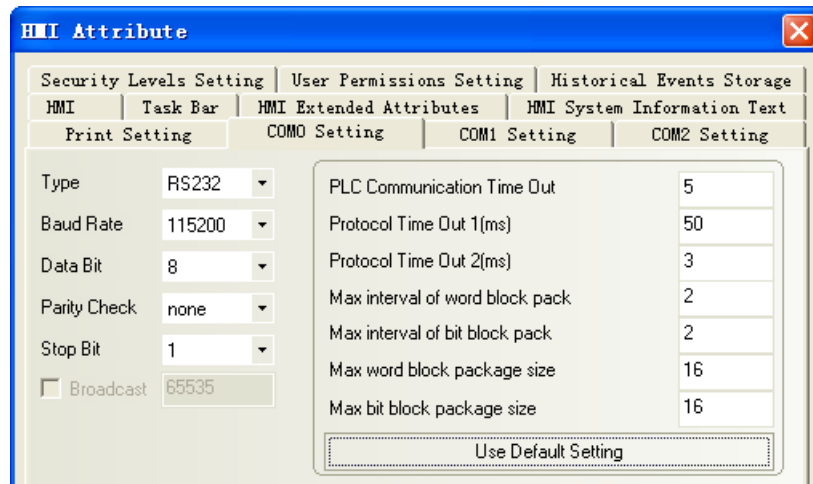 HMI Attribute
Security Levels Setting User Permissions Setting Historical Events Storage
HMI Task Bar HMI Extended Attributes HMI System Information Text
Print Setting COM0 Setting COM1 Setting COM2 Setting
Type RS232
Baud Rate 115200
Data Bit 8
Parity Check none
Stop Bit 1
Broadcast 65535
PLC Communication Time Out 5
Protocol Time Out 1(ms) 50
Protocol Time Out 2(ms) 3
Max interval of word block pack 2
Max interval of bit block pack 2
Max word block package size 16
Max bit block package size 16
Use Default Setting